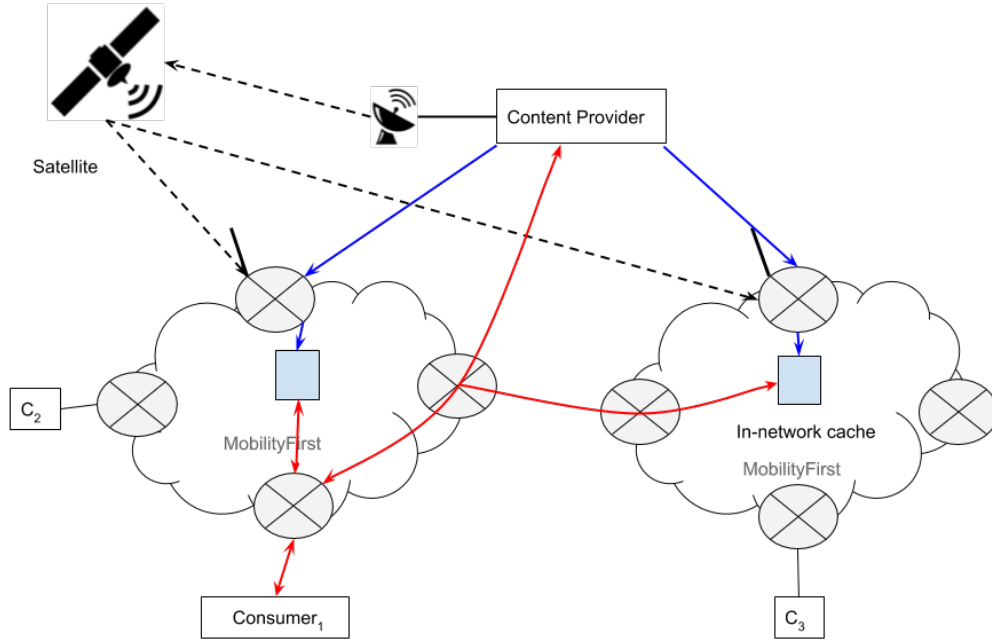 Content Provider
Satellite
C2
MobilityFirst
In-network cache
MobilityFirst
Consumer1
C3